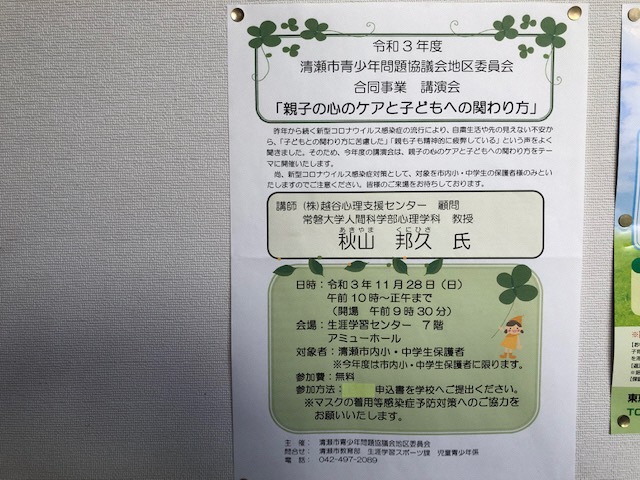 令和３年度
清瀬市青少年問題協議会地区委員会
合同事業　講演会
「親子の心のケアと子どもへの関わり方」
昨年から続く新型コロナウイルス感染症の流行により、自粛生活や先の見えない不安か
ら、「子どもとの関わり方に苦慮した」「親も子も精神的に疲弊している」という声をよく
聞きました。そのため、今年度の講演会は、親子の心のケアと子どもへの関わり方をテー
マに開催いたします。
尚、新型コロナウイルス感染症対策として、対象を市内小・中学生の保護者様のみとい
たしますのでご注意ください。皆様のご来場をお待ちしております。
講師（株）越谷心理支援センター　顧問
常磐大学人間科学部心理学科　教授
あきやま　くにひさ
秋山　邦久　氏
日時：令和３年１１月２８日（日）
午前１０時～正午まで
（開場　午前９時３０分）
会場：生涯学習センター　７階
アミューホール
対象者：清瀬市内小・中学生保護者
※今年度は市内小・中学生保護者に限ります。
参加費：無料
参加方法：申込書を学校へご提出ください。
※マスクの着用等感染症予防対策へのご協力を
お願いいたします。
主　催：　清瀬市青少年問題協議会地区委員会
問合せ：　清瀬市教育部　生涯学習スポーツ課　児童青少年係
電　話：　042-497-2089